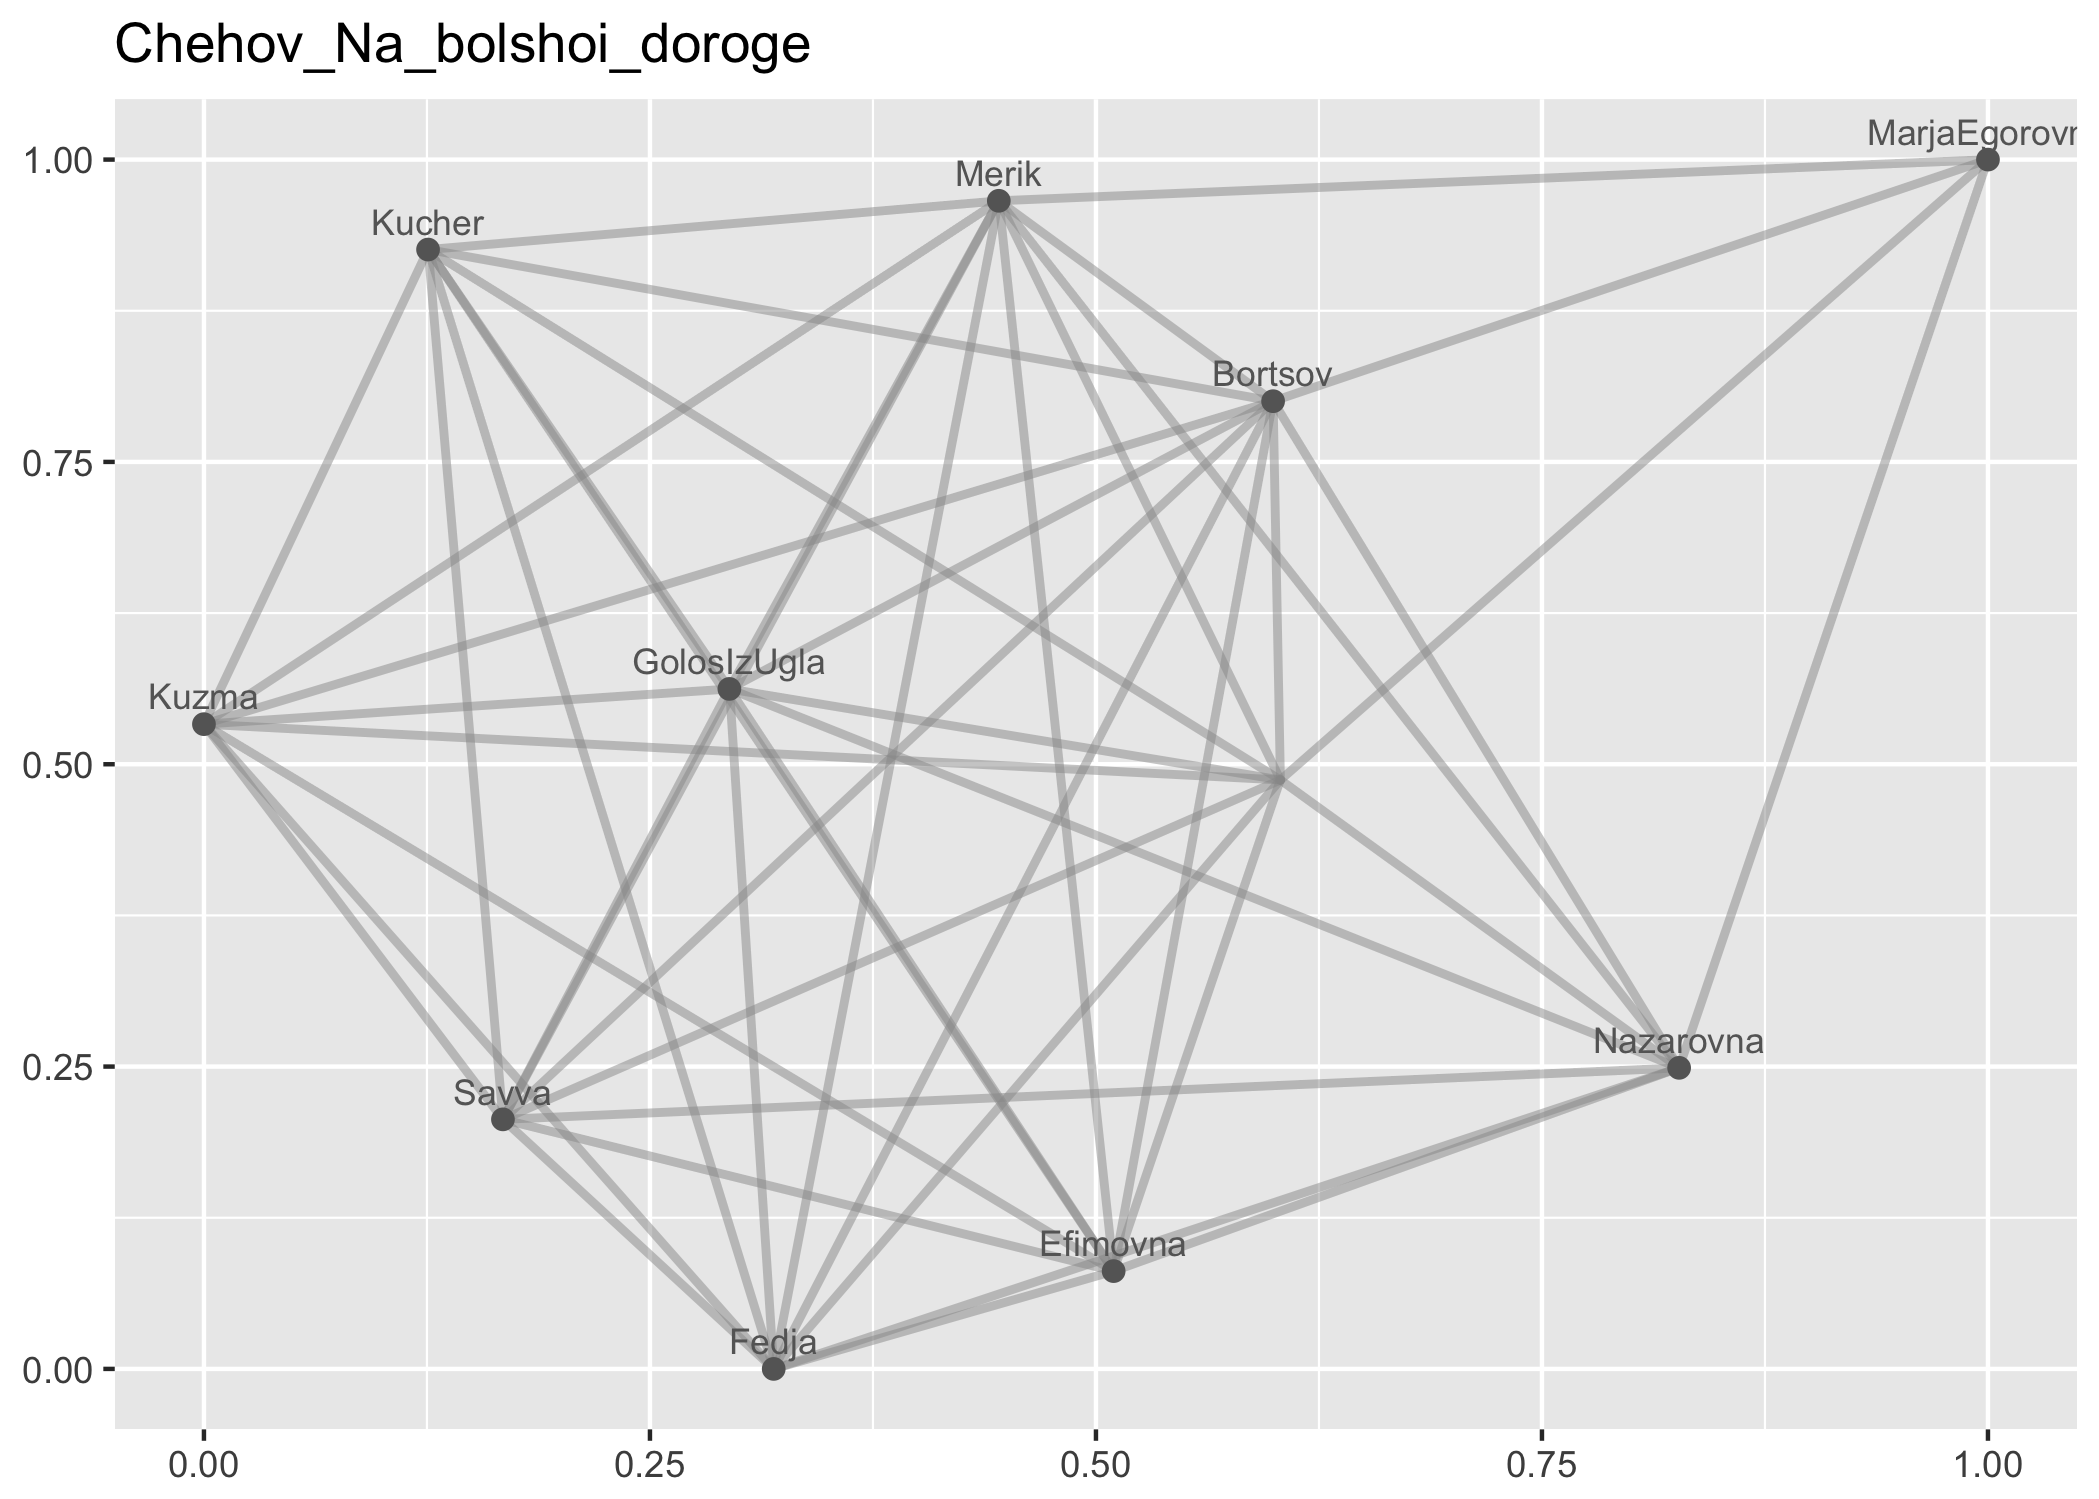 Chehov_Na_bolshoi_doroge
MarjaEgorovn
1.00
Merik
Kucher
Bortsov
0.75
GolosIzUgla
Kuzma
0.50
Nazarovna
0.25
Savva
Efimovna
Fedja
0.00
0.00 0.25 0.50 0.75 1.00